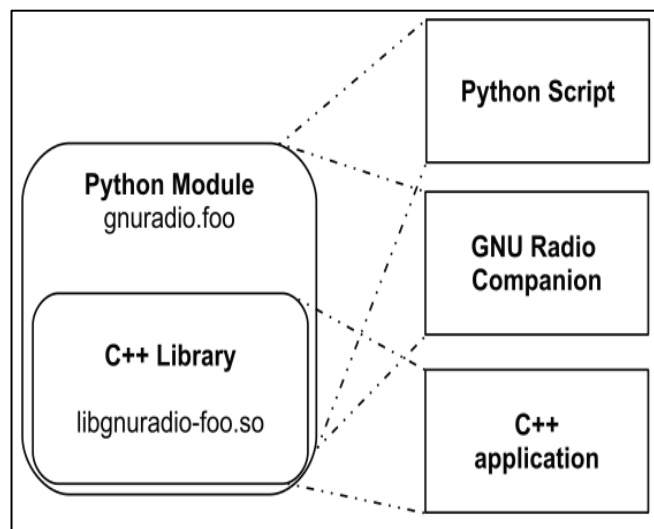 Python Module
gnuradio.foo
C++ Library
libgnuradio-foo.so
Python Script
GNU Radio
Companion
C++
application